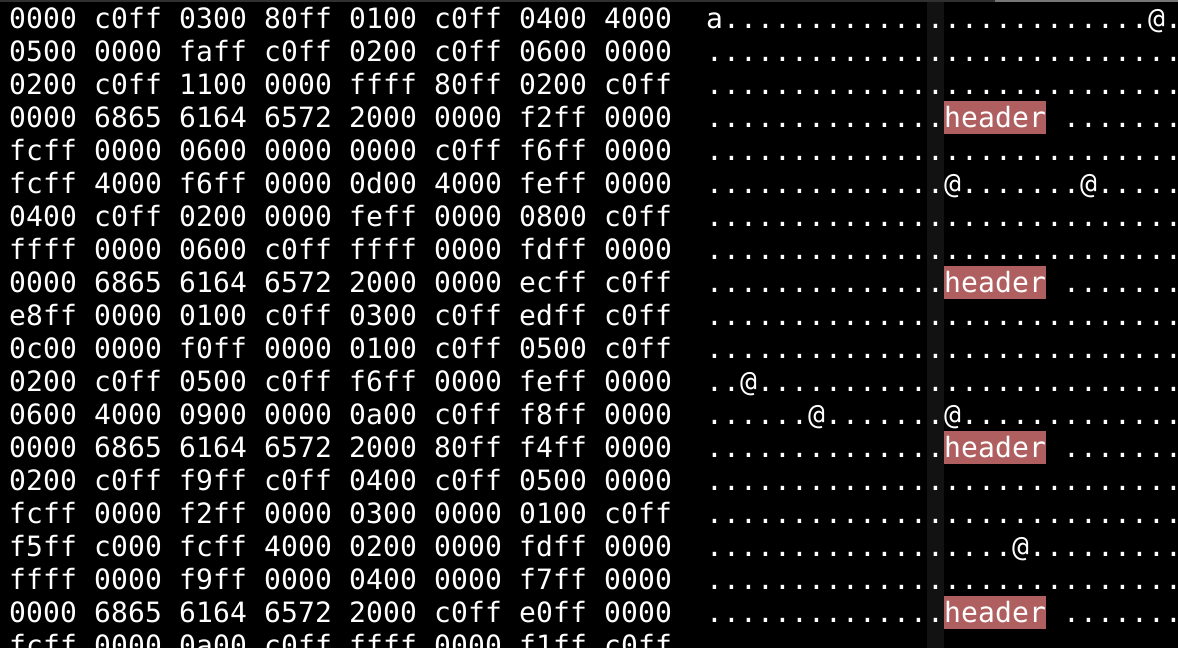 0000 c0ff 0300 80ff 0100 c0ff 0400 4000 a.........................@.
0500 0000 faff c0ff 0200 c0ff 0600 0000 ............................
0200 c0ff 1100 0000 ffff 80ff 0200 c0ff ............................
0000 6865 6164 6572 2000 0000 f2ff 0000 ..............header .......
fcff 0000 0600 0000 0000 c0ff f6ff 0000 ............................
fcff 4000 f6ff 0000 0d00 4000 feff 0000 ..............@.......@.....
0400 c0ff 0200 0000 feff 0000 0800 c0ff ............................
ffff 0000 0600 c0ff ffff 0000 fdff 0000 ............................
0000 6865 6164 6572 2000 0000 ecff c0ff ..............header .......
e8ff 0000 0100 c0ff 0300 c0ff edff c0ff ............................
0c00 0000 f0ff 0000 0100 c0ff 0500 c0ff ............................
0200 c0ff 0500 c0ff f6ff 0000 feff 0000 ..@.........................
0600 4000 0900 0000 0a00 c0ff f8ff 0000 ......@.......@.............
0000 6865 6164 6572 2000 80ff f4ff 0000 ..............header .......
0200 c0ff f9ff c0ff 0400 c0ff 0500 4000 ............................
fcff 0000 f2ff 0000 0300 0000 0100 c0ff ............................
f5ff c000 fcff 4000 0200 0000 fdff 0000 ..................@.........
ffff 0000 f9ff 0000 0400 0000 f7ff 0000 ............................
0000 6865 6164 6572 2000 c0ff e0ff 0000 ..............header .......
fcff 0000 0a00 c0ff ffff 0000 f1ff c0ff